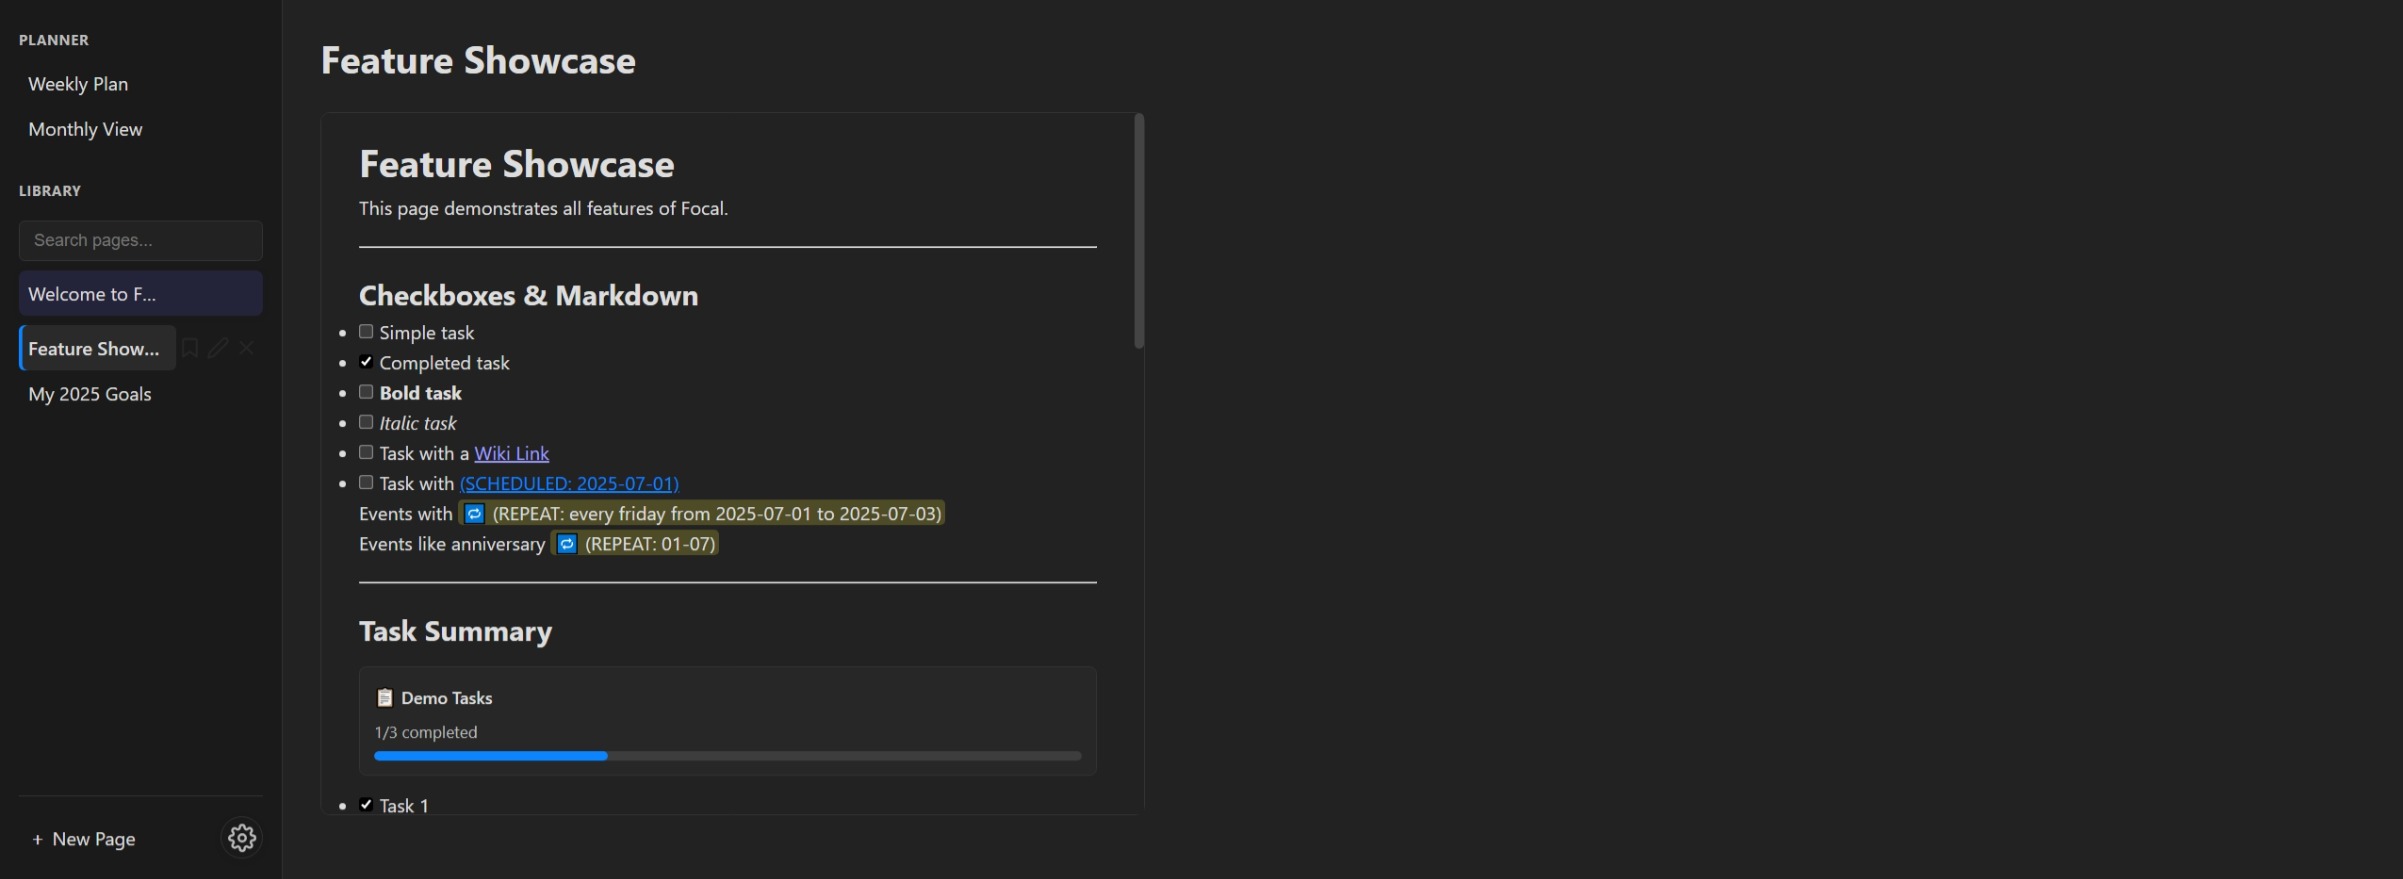 PLANNER
Weekly Plan
Monthly View
LIBRARY
Search pages...
Welcome to F...
Feature Show...
My 2025 Goals
+ New Page
Feature Showcase
Feature Showcase
This page demonstrates all features of Focal.
Checkboxes & Markdown
Simple task
Completed task
Bold task
Italic task
Task with a Wiki Link
Task with (SCHEDULED: 2025-07-01)
Events with 🔁 (REPEAT: every friday from 2025-07-01 to 2025-07-03)
Events like anniversary 🔁 (REPEAT: 01-07)
Task Summary
📋 Demo Tasks
1/3 completed
Task 1